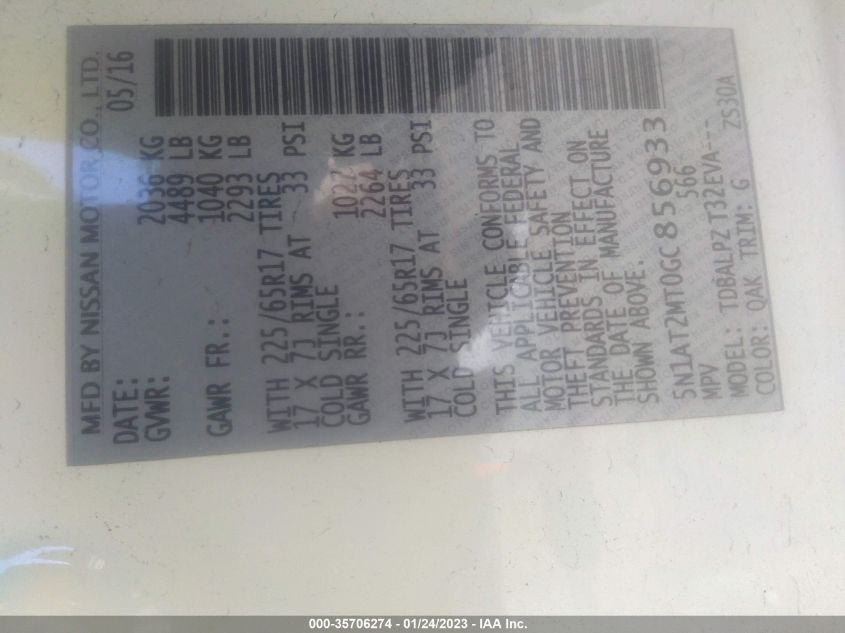 MFD BY NISSAN MOTOR CO., LTD.
DATE: 05/16
GVWR: 2036 KG
4489 LB
GAWR FR.: 1040 KG
2293 LB
WITH 225/65R17 TIRES
17 X 7J RIMS AT 33 PSI
COLD SINGLE
GAWR RR.: 1027 KG
2264 LB
WITH 225/65R17 TIRES
17 X 7J RIMS AT 33 PSI
COLD SINGLE
THIS VEHICLE CONFORMS TO
ALL APPLICABLE FEDERAL
MOTOR VEHICLE SAFETY AND
THEFT PREVENTION
STANDARDS IN EFFECT ON
THE DATE OF MANUFACTURE
SHOWN ABOVE.
5N1AT2MT0GC856933
MPV 566
MODEL: TDBALPZ T32EVA---
COLOR: QAK TRIM: G ZS30A
000-35706274 - 01/24/2023 - IAA Inc.